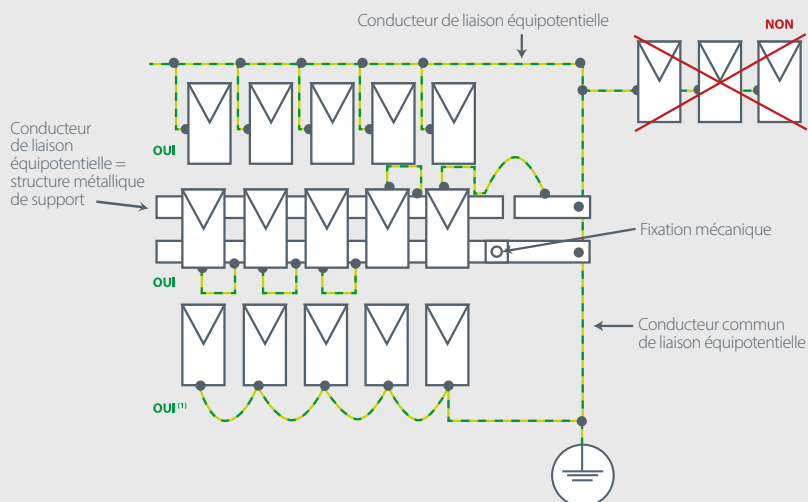 Conducteur de liaison équipotentielle
NON
Conducteur
de liaison
équipotentielle =
structure métallique
de support
OUI
Fixation mécanique
OUI
Conducteur commun
de liaison équipotentielle
OUI (1)